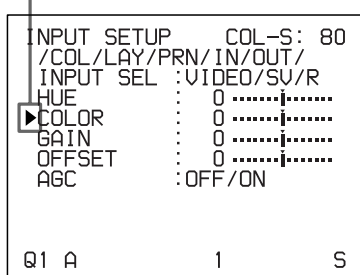 INPUT SETUP COL-S: 80
/COL/LAY/PRN/IN/OUT/
INPUT SEL :VIDEO/SV/R
HUE : 0
▶COLOR : 0
GAIN : 0
OFFSET : 0
AGC :OFF/ON
Q1 A 1 S